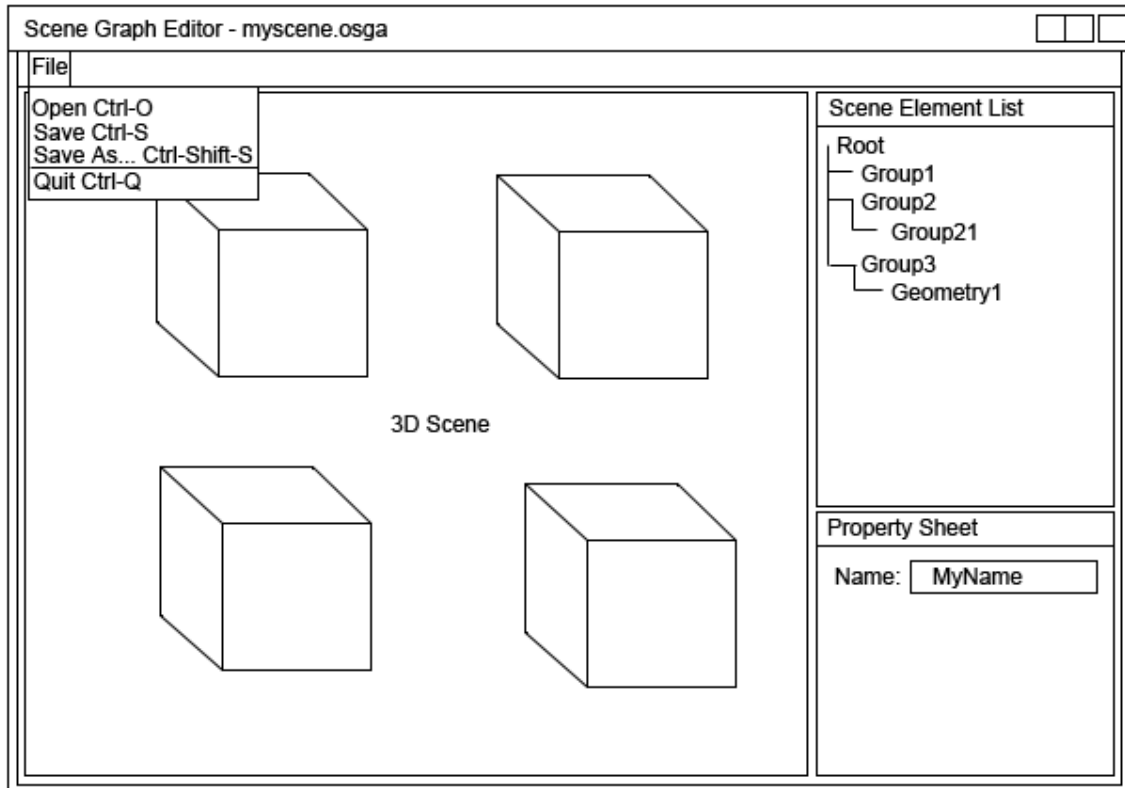 Scene Graph Editor - myscene.osga
File
Open Ctrl-O
Save Ctrl-S
Save As... Ctrl-Shift-S
Quit Ctrl-Q
3D Scene
Scene Element List
Root
Group1
Group2
Group21
Group3
Geometry1
Property Sheet
Name: MyName